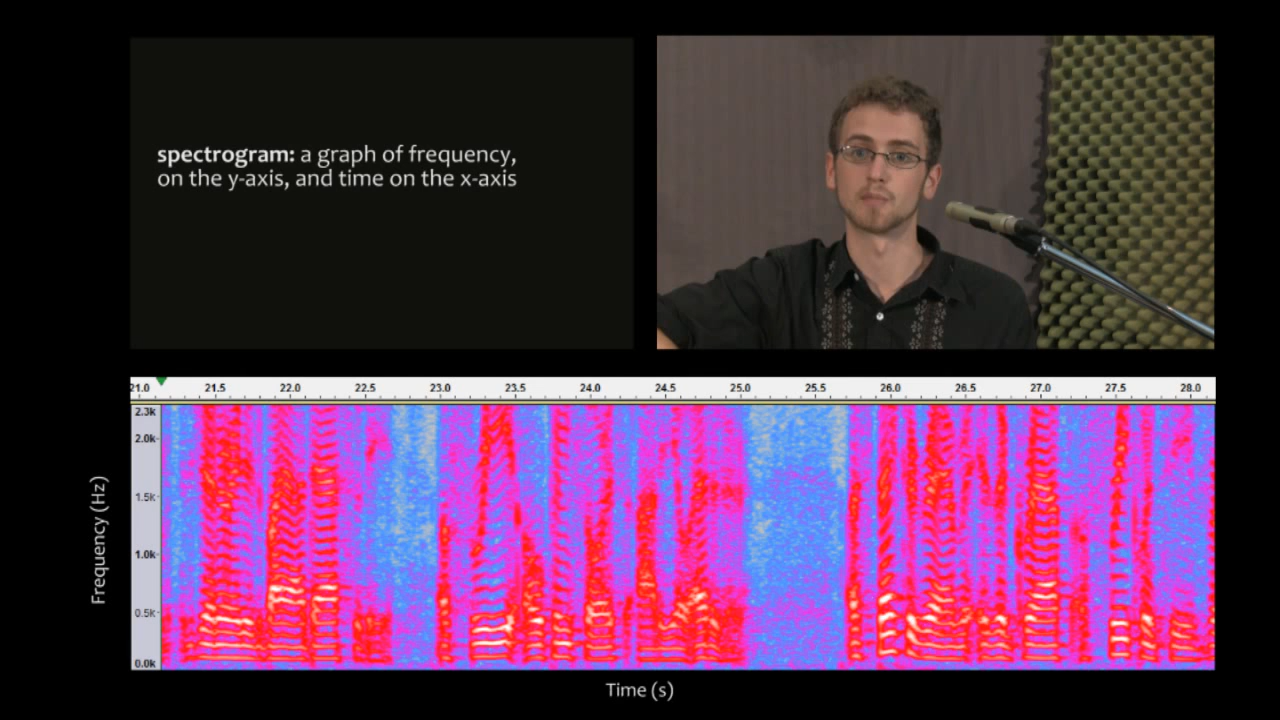 spectrogram: a graph of frequency,
on the y-axis, and time on the x-axis
21.0 21.5 22.0 22.5 23.0 23.5 24.0 24.5 25.0 25.5 26.0 26.5 27.0 27.5 28.0
2.3k
2.0k
1.5k
1.0k
0.5k
0.0k
Frequency (Hz)
Time (s)